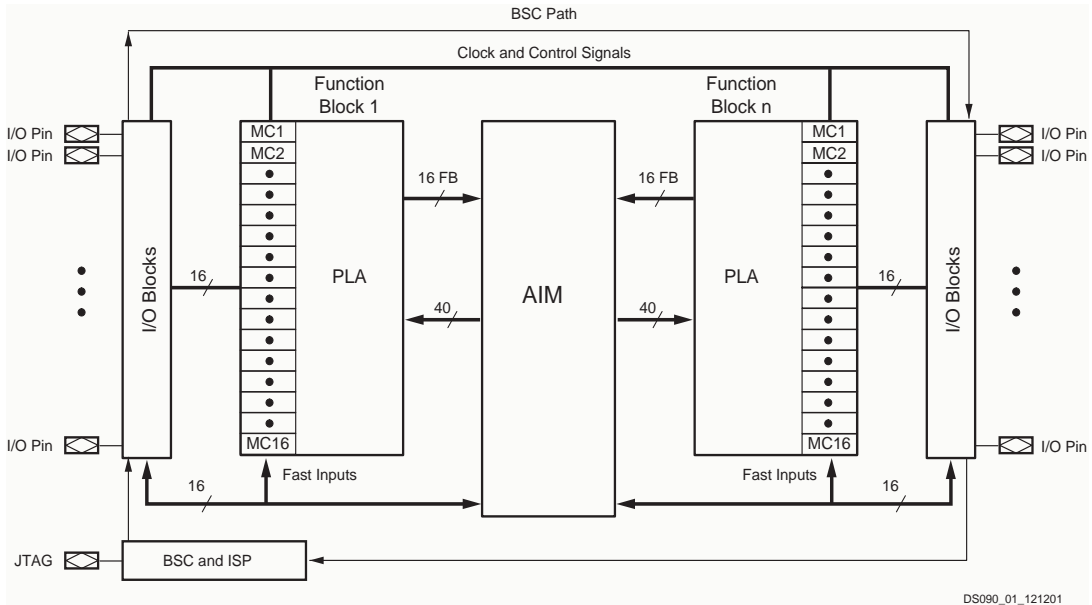 BSC Path
Clock and Control Signals
Function
Block 1
Function
Block n
I/O Pin
MC1
MC1
I/O Pin
I/O Pin
MC2
MC2
I/O Pin
16 FB
16 FB
I/O Blocks
16
PLA
AIM
PLA
16
I/O Blocks
40
40
I/O Pin
MC16
MC16
I/O Pin
Fast Inputs
Fast Inputs
16
16
JTAG
BSC and ISP
DS090_01_121201